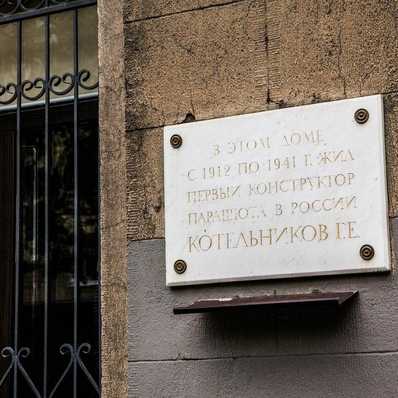 В ЭТОМ ДОМЕ
С 1912 ПО 1941 Г. ЖИЛ
ПЕРВЫЙ КОНСТРУКТОР
ПАРАШЮТА В РОССИИ
КОТЕЛЬНИКОВ Г.Е.